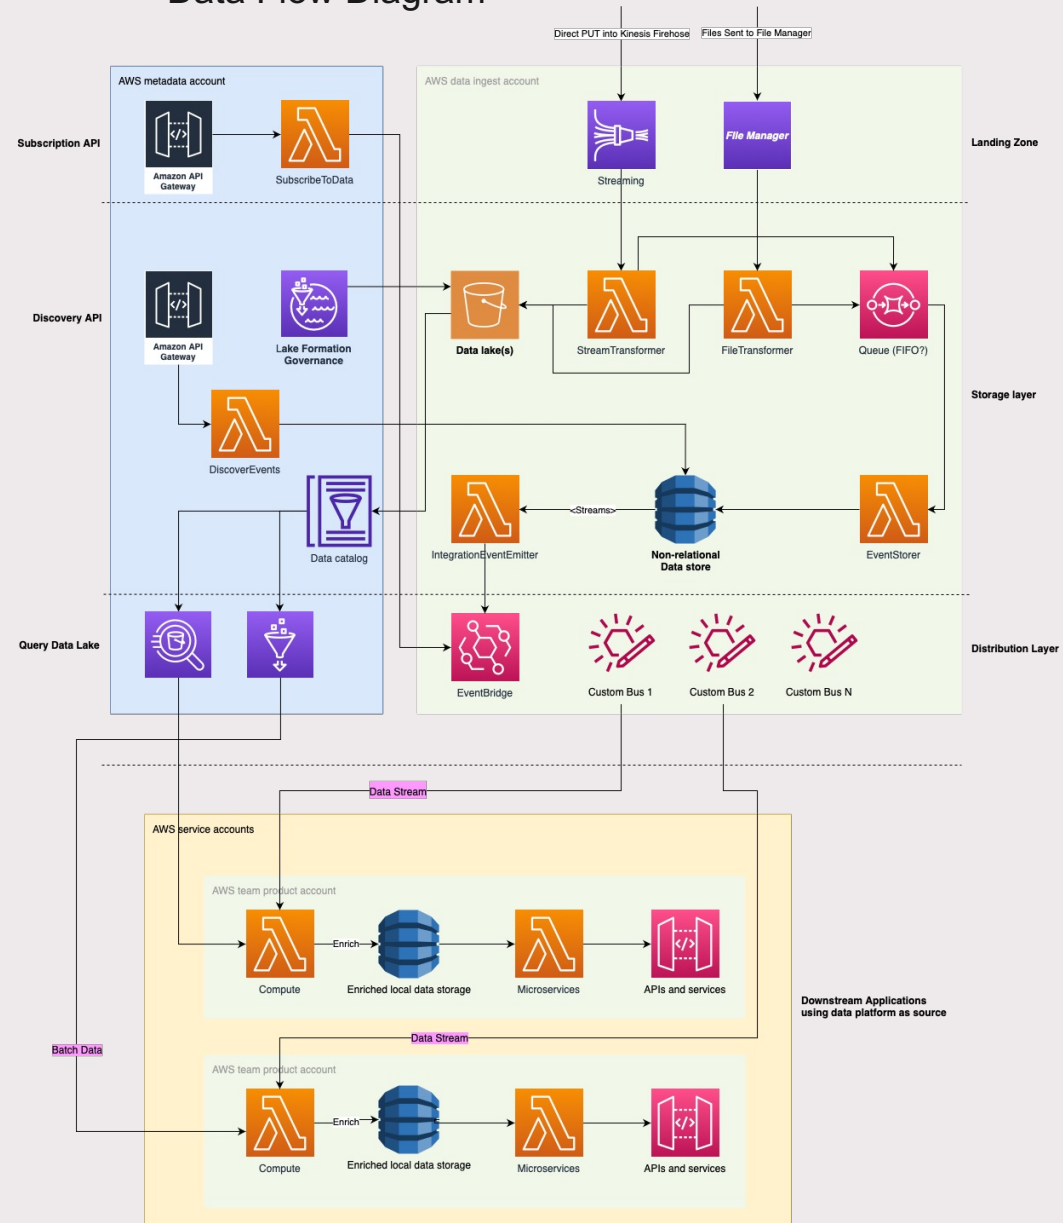 Data Flow Diagram
Direct PUT into Kinesis Firehose
Files Sent to File Manager
AWS metadata account
AWS data ingest account
Subscription API
Amazon API
Gateway
SubscribeToData
Streaming
File Manager
Landing Zone
Discovery API
Amazon API
Gateway
Lake Formation
Governance
Data lake(s)
StreamTransformer
FileTransformer
Queue (FIFO?)
Storage layer
DiscoverEvents
Data catalog
IntegrationEventEmitter
<Streams>
Non-relational
Data store
EventStorer
Query Data Lake
EventBridge
Custom Bus 1
Custom Bus 2
Custom Bus N
Distribution Layer
Data Stream
AWS service accounts
AWS team product account
Compute
Enrich
Enriched local data storage
Microservices
APIs and services
Downstream Applications
using data platform as source
Data Stream
Batch Data
AWS team product account
Compute
Enrich
Enriched local data storage
Microservices
APIs and services